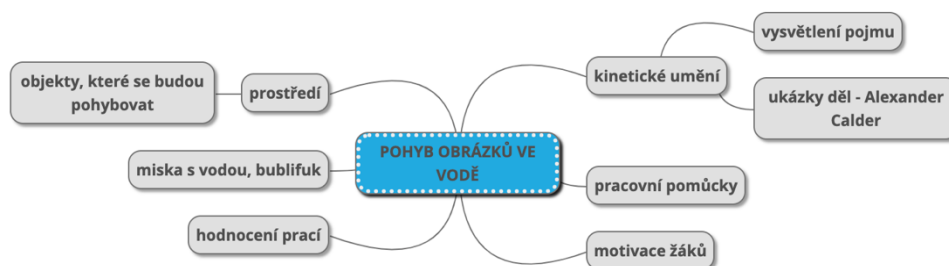 POHYB OBRÁZKŮ VE
VODĚ
kinetické umění
vysvětlení pojmu
ukázky děl - Alexander
Calder
pracovní pomůcky
motivace žáků
prostředí
objekty, které se budou
pohybovat
miska s vodou, bublifuk
hodnocení prací